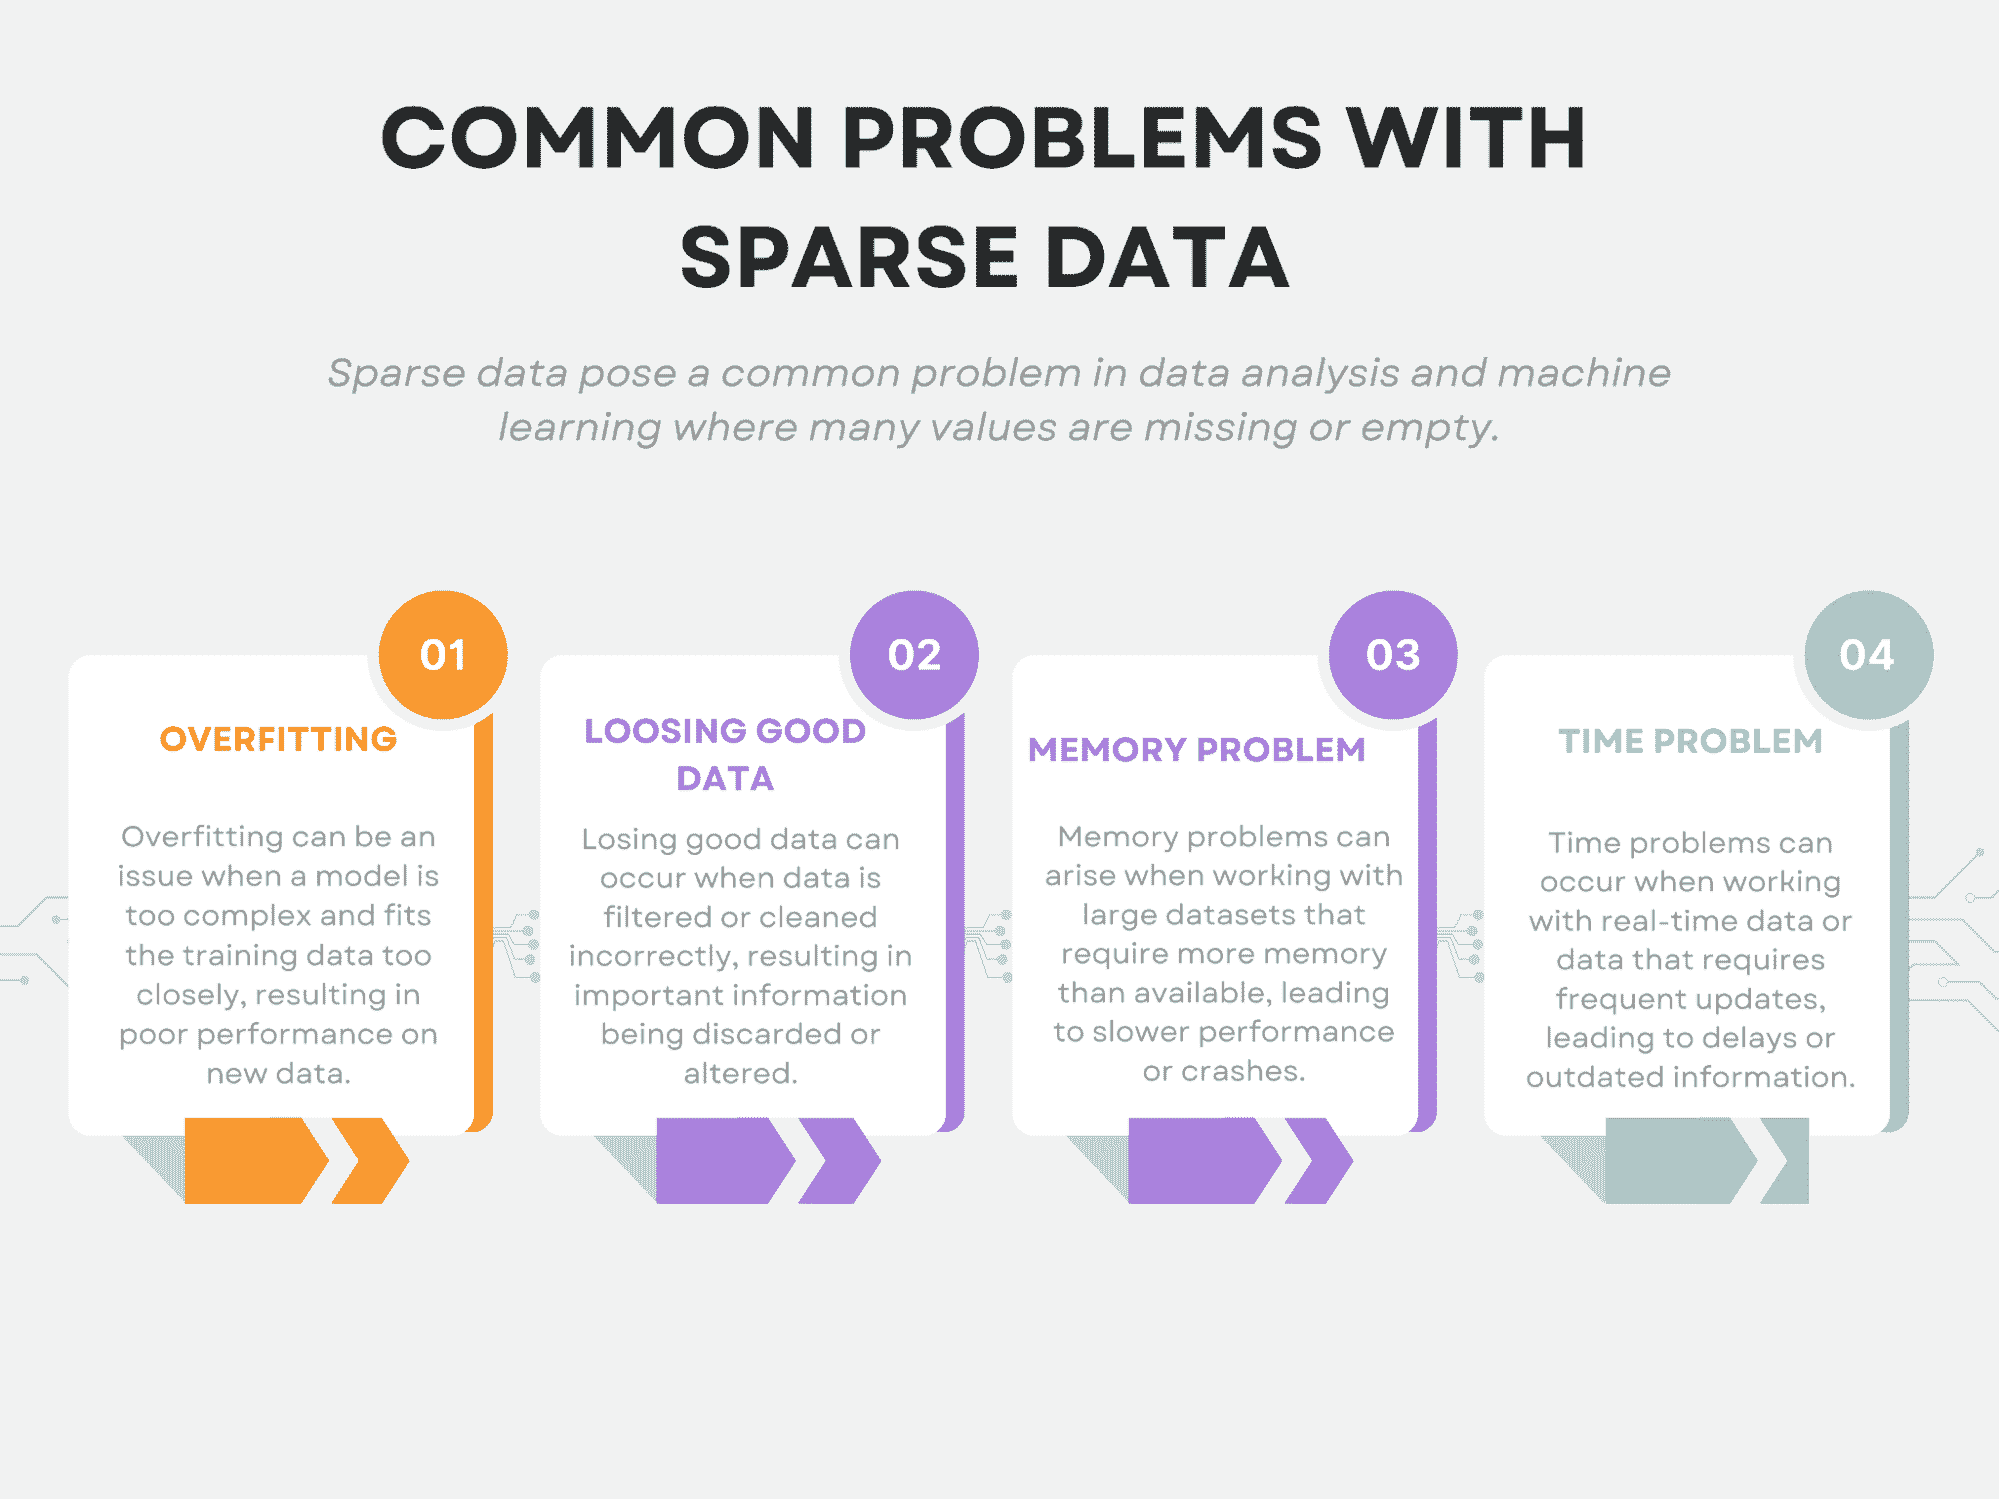 COMMON PROBLEMS WITH
SPARSE DATA
Sparse data pose a common problem in data analysis and machine
learning where many values are missing or empty.
01
OVERFITTING
Overfitting can be an
issue when a model is
too complex and fits
the training data too
closely, resulting in
poor performance on
new data.
02
LOOSING GOOD
DATA
Losing good data can
occur when data is
filtered or cleaned
incorrectly, resulting in
important information
being discarded or
altered.
03
MEMORY PROBLEM
Memory problems can
arise when working with
large datasets that
require more memory
than available, leading
to slower performance
or crashes.
04
TIME PROBLEM
Time problems can
occur when working
with real-time data or
data that requires
frequent updates,
leading to delays or
outdated information.